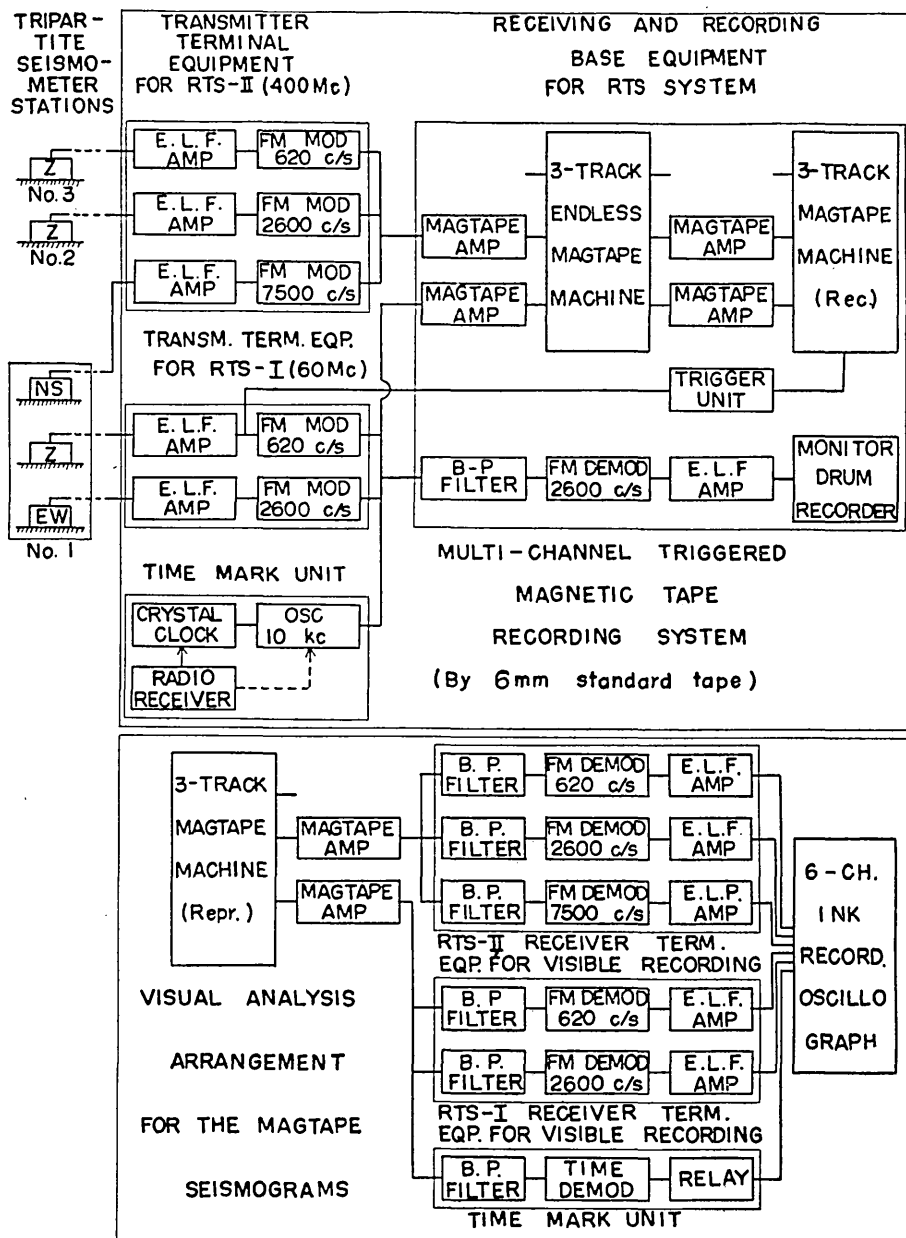 TRIPAR-
TITE
SEISMO-
METER
STATIONS
TRANSMITTER
TERMINAL
EQUIPMENT
FOR RTS-II (400Mc)
RECEIVING AND RECORDING
BASE EQUIPMENT
FOR RTS SYSTEM
Z
No.3
Z
No.2
NS
Z
EW
No. 1
E.L.F.
AMP
FM MOD
620 c/s
E.L.F.
AMP
FM MOD
2600 c/s
E.L.F.
AMP
FM MOD
7500 c/s
TRANSM. TERM. EQP.
FOR RTS-I (60Mc)
E.L.F.
AMP
FM MOD
620 c/s
E.L.F.
AMP
FM MOD
2600 c/s
TIME MARK UNIT
CRYSTAL
CLOCK
OSC
10 kc
RADIO
RECEIVER
MAGTAPE
AMP
MAGTAPE
AMP
3-TRACK
ENDLESS
MAGTAPE
MACHINE
MAGTAPE
AMP
MAGTAPE
AMP
3-TRACK
MAGTAPE
MACHINE
(Rec.)
TRIGGER
UNIT
B-P
FILTER
FM DEMOD
2600 c/s
E.L.F
AMP
MONITOR
DRUM
RECORDER
MULTI-CHANNEL TRIGGERED
MAGNETIC TAPE
RECORDING SYSTEM
(By 6mm standard tape)
3-TRACK
MAGTAPE
MACHINE
(Repr.)
MAGTAPE
AMP
MAGTAPE
AMP
B. P.
FILTER
FM DEMOD
620 c/s
E.L.F.
AMP
B. P.
FILTER
FM DEMOD
2600 c/s
E.L.F.
AMP
B. P.
FILTER
FM DEMOD
7500 c/s
E.L.P.
AMP
RTS-II RECEIVER TERM.
EQP. FOR VISIBLE RECORDING
B. P
FILTER
FM DEMOD
620 c/s
E.L.F.
AMP
B. P.
FILTER
FM DEMOD
2600 c/s
E.L.F.
AMP
RTS-I RECEIVER TERM.
EQP. FOR VISIBLE RECORDING
B. P.
FILTER
TIME
DEMOD
RELAY
TIME MARK UNIT
6-CH.
INK
RECORD.
OSCILLO
GRAPH
VISUAL ANALYSIS
ARRANGEMENT
FOR THE MAGTAPE
SEISMOGRAMS